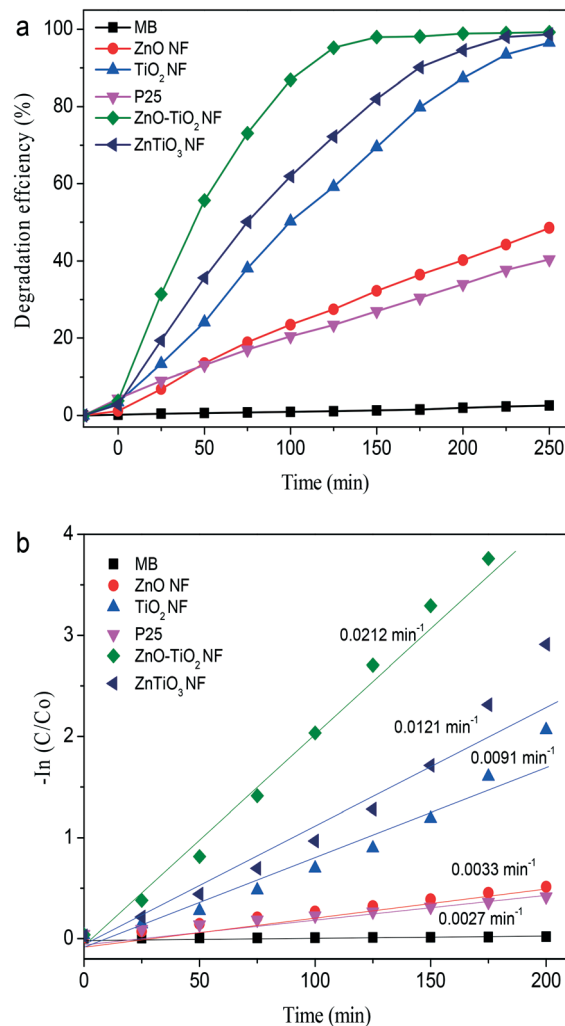 a
100
80
60
40
20
0
Degradation effciency (%)
MB
ZnO NF
TiO₂ NF
P25
ZnO-TiO₂ NF
ZnTiO₃ NF
0
50
100
150
200
250
Time (min)
b
4
3
2
1
0
-ln (C/Co)
MB
ZnO NF
TiO₂ NF
P25
ZnO-TiO₂ NF
ZnTiO₃ NF
0.0212 min⁻¹
0.0121 min⁻¹
0.0091 min⁻¹
0.0033 min⁻¹
0.0027 min⁻¹
0
50
100
150
200
Time (min)